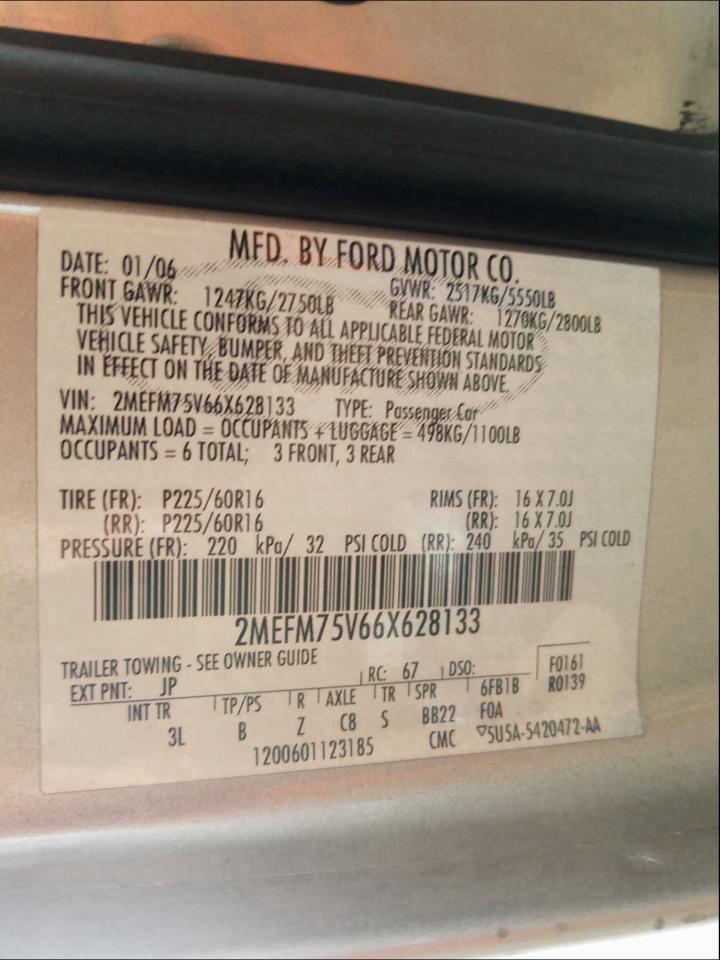 MFD. BY FORD MOTOR CO.
DATE: 01/06 GVWR: 2517KG/5550LB
FRONT GAWR: 1247KG/2750LB REAR GAWR: 1270KG/2800LB
THIS VEHICLE CONFORMS TO ALL APPLICABLE FEDERAL MOTOR
VEHICLE SAFETY, BUMPER, AND THEFT PREVENTION STANDARDS
IN EFFECT ON THE DATE OF MANUFACTURE SHOWN ABOVE.
VIN: 2MEFM75V66X628133 TYPE: Passenger Car
MAXIMUM LOAD = OCCUPANTS + LUGGAGE = 498KG/1100LB
OCCUPANTS = 6 TOTAL; 3 FRONT, 3 REAR
TIRE (FR): P225/60R16 RIMS (FR): 16 X 7.0J
(RR): P225/60R16 (RR): 16 X 7.0J
PRESSURE (FR): 220 kPa/ 32 PSI COLD (RR): 240 kPa/ 35 PSI COLD
2MEFM75V66X628133
TRAILER TOWING - SEE OWNER GUIDE
EXT PNT: JP RC: 67 DSO: F0161
R0139
INT TR TP/PS R AXLE TR SPR 6FB1B
3L B Z C8 S BB22 FOA
1200601123185 CMC ▽5U5A-5420472-AA